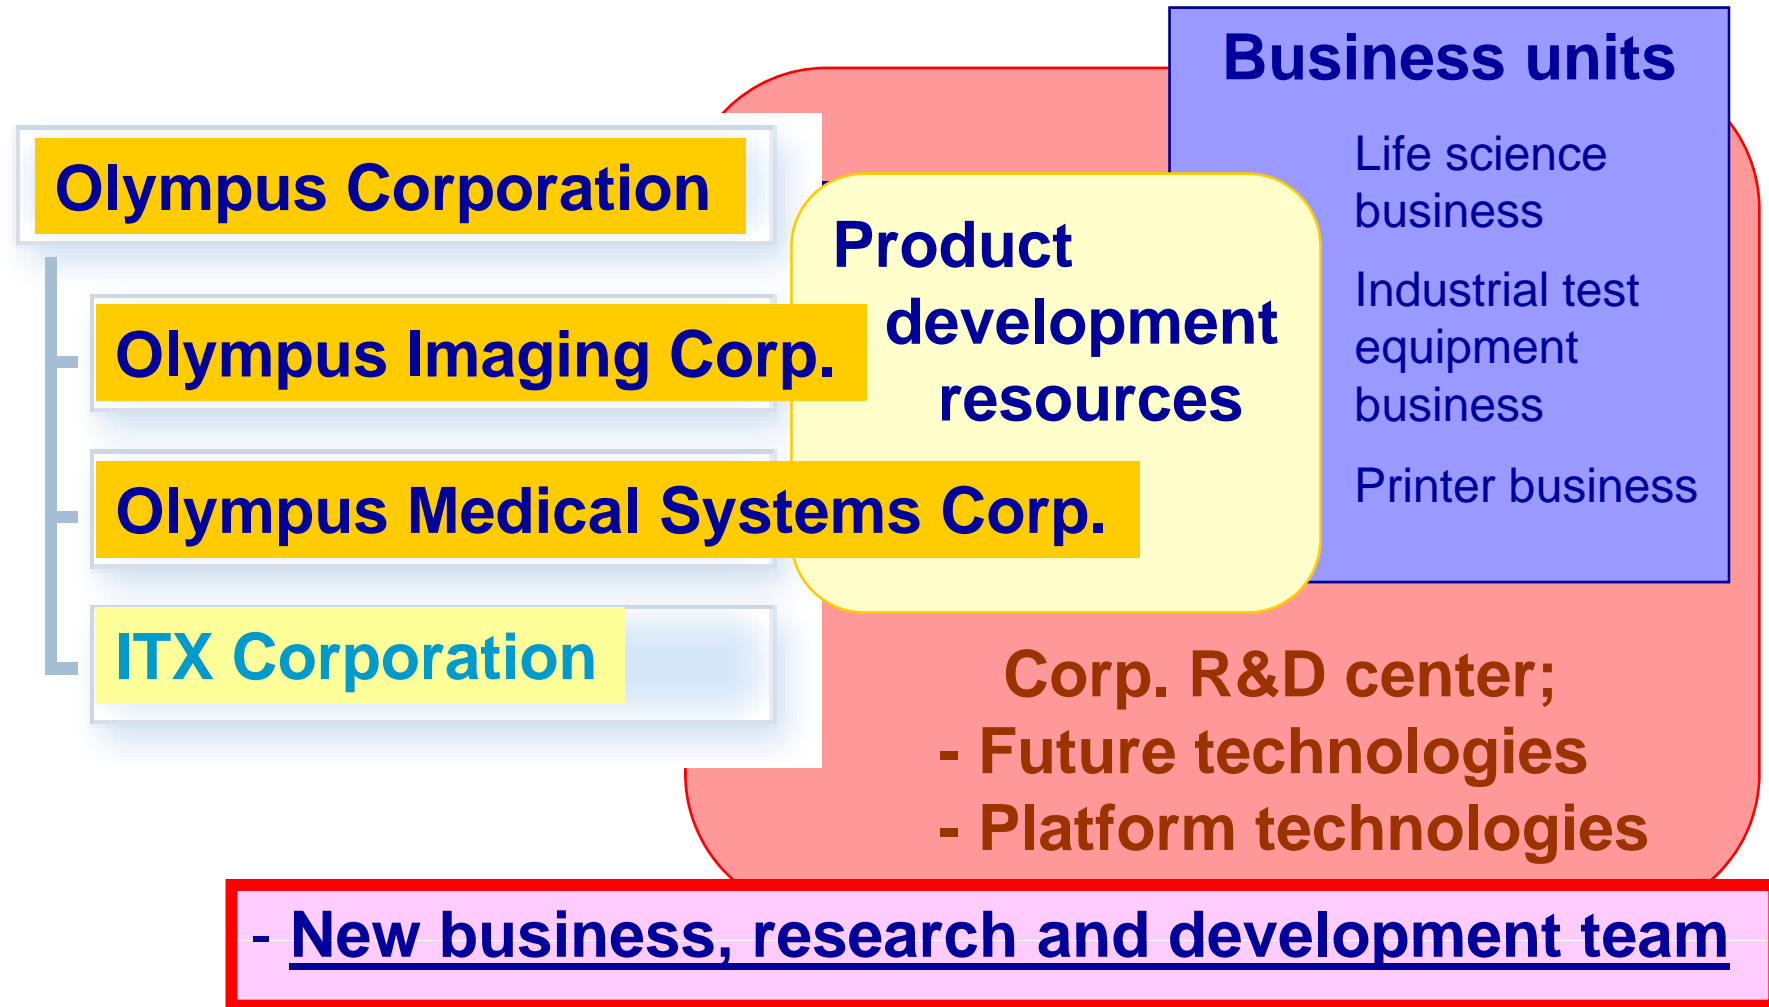 Olympus Corporation
Olympus Imaging Corp.
Olympus Medical Systems Corp.
ITX Corporation
Product
development
resources
Business units
Life science
business
Industrial test
equipment
business
Printer business
Corp. R&D center;
- Future technologies
- Platform technologies
- New business, research and development team